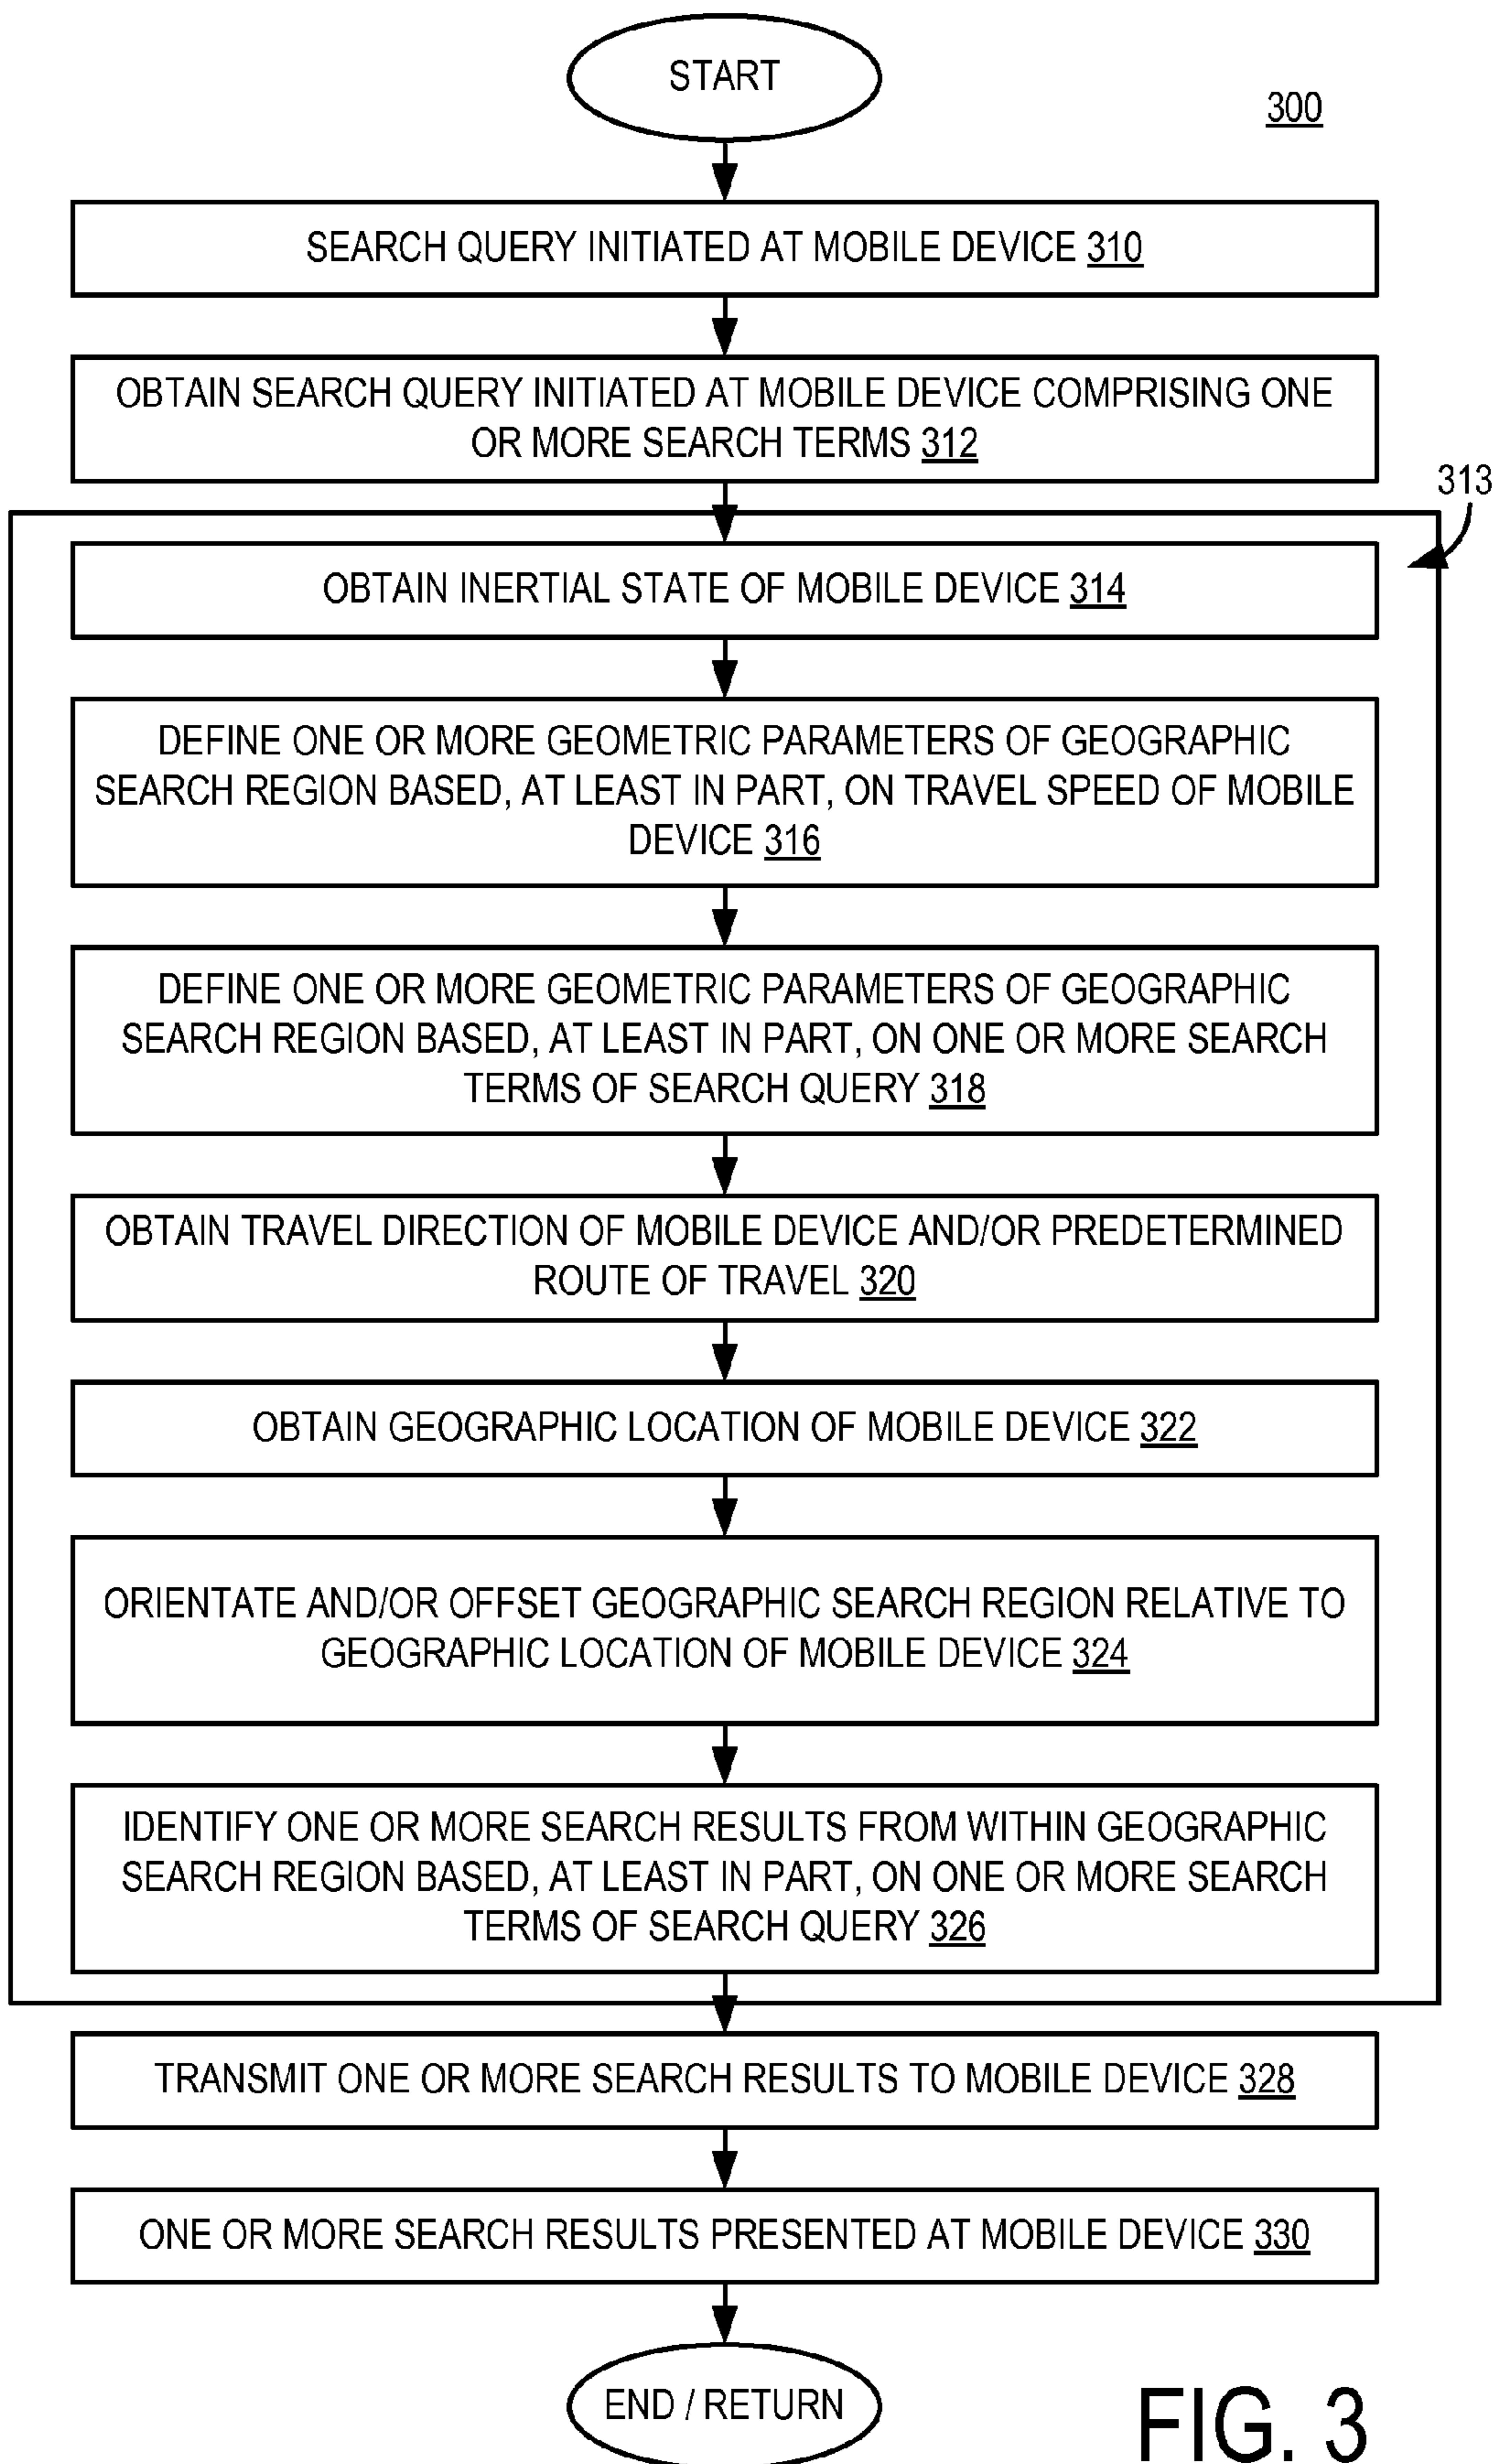 START
300
SEARCH QUERY INITIATED AT MOBILE DEVICE 310
OBTAIN SEARCH QUERY INITIATED AT MOBILE DEVICE COMPRISING ONE
OR MORE SEARCH TERMS 312
313
OBTAIN INERTIAL STATE OF MOBILE DEVICE 314
DEFINE ONE OR MORE GEOMETRIC PARAMETERS OF GEOGRAPHIC
SEARCH REGION BASED, AT LEAST IN PART, ON TRAVEL SPEED OF MOBILE
DEVICE 316
DEFINE ONE OR MORE GEOMETRIC PARAMETERS OF GEOGRAPHIC
SEARCH REGION BASED, AT LEAST IN PART, ON ONE OR MORE SEARCH
TERMS OF SEARCH QUERY 318
OBTAIN TRAVEL DIRECTION OF MOBILE DEVICE AND/OR PREDETERMINED
ROUTE OF TRAVEL 320
OBTAIN GEOGRAPHIC LOCATION OF MOBILE DEVICE 322
ORIENTATE AND/OR OFFSET GEOGRAPHIC SEARCH REGION RELATIVE TO
GEOGRAPHIC LOCATION OF MOBILE DEVICE 324
IDENTIFY ONE OR MORE SEARCH RESULTS FROM WITHIN GEOGRAPHIC
SEARCH REGION BASED, AT LEAST IN PART, ON ONE OR MORE SEARCH
TERMS OF SEARCH QUERY 326
TRANSMIT ONE OR MORE SEARCH RESULTS TO MOBILE DEVICE 328
ONE OR MORE SEARCH RESULTS PRESENTED AT MOBILE DEVICE 330
END / RETURN
FIG. 3